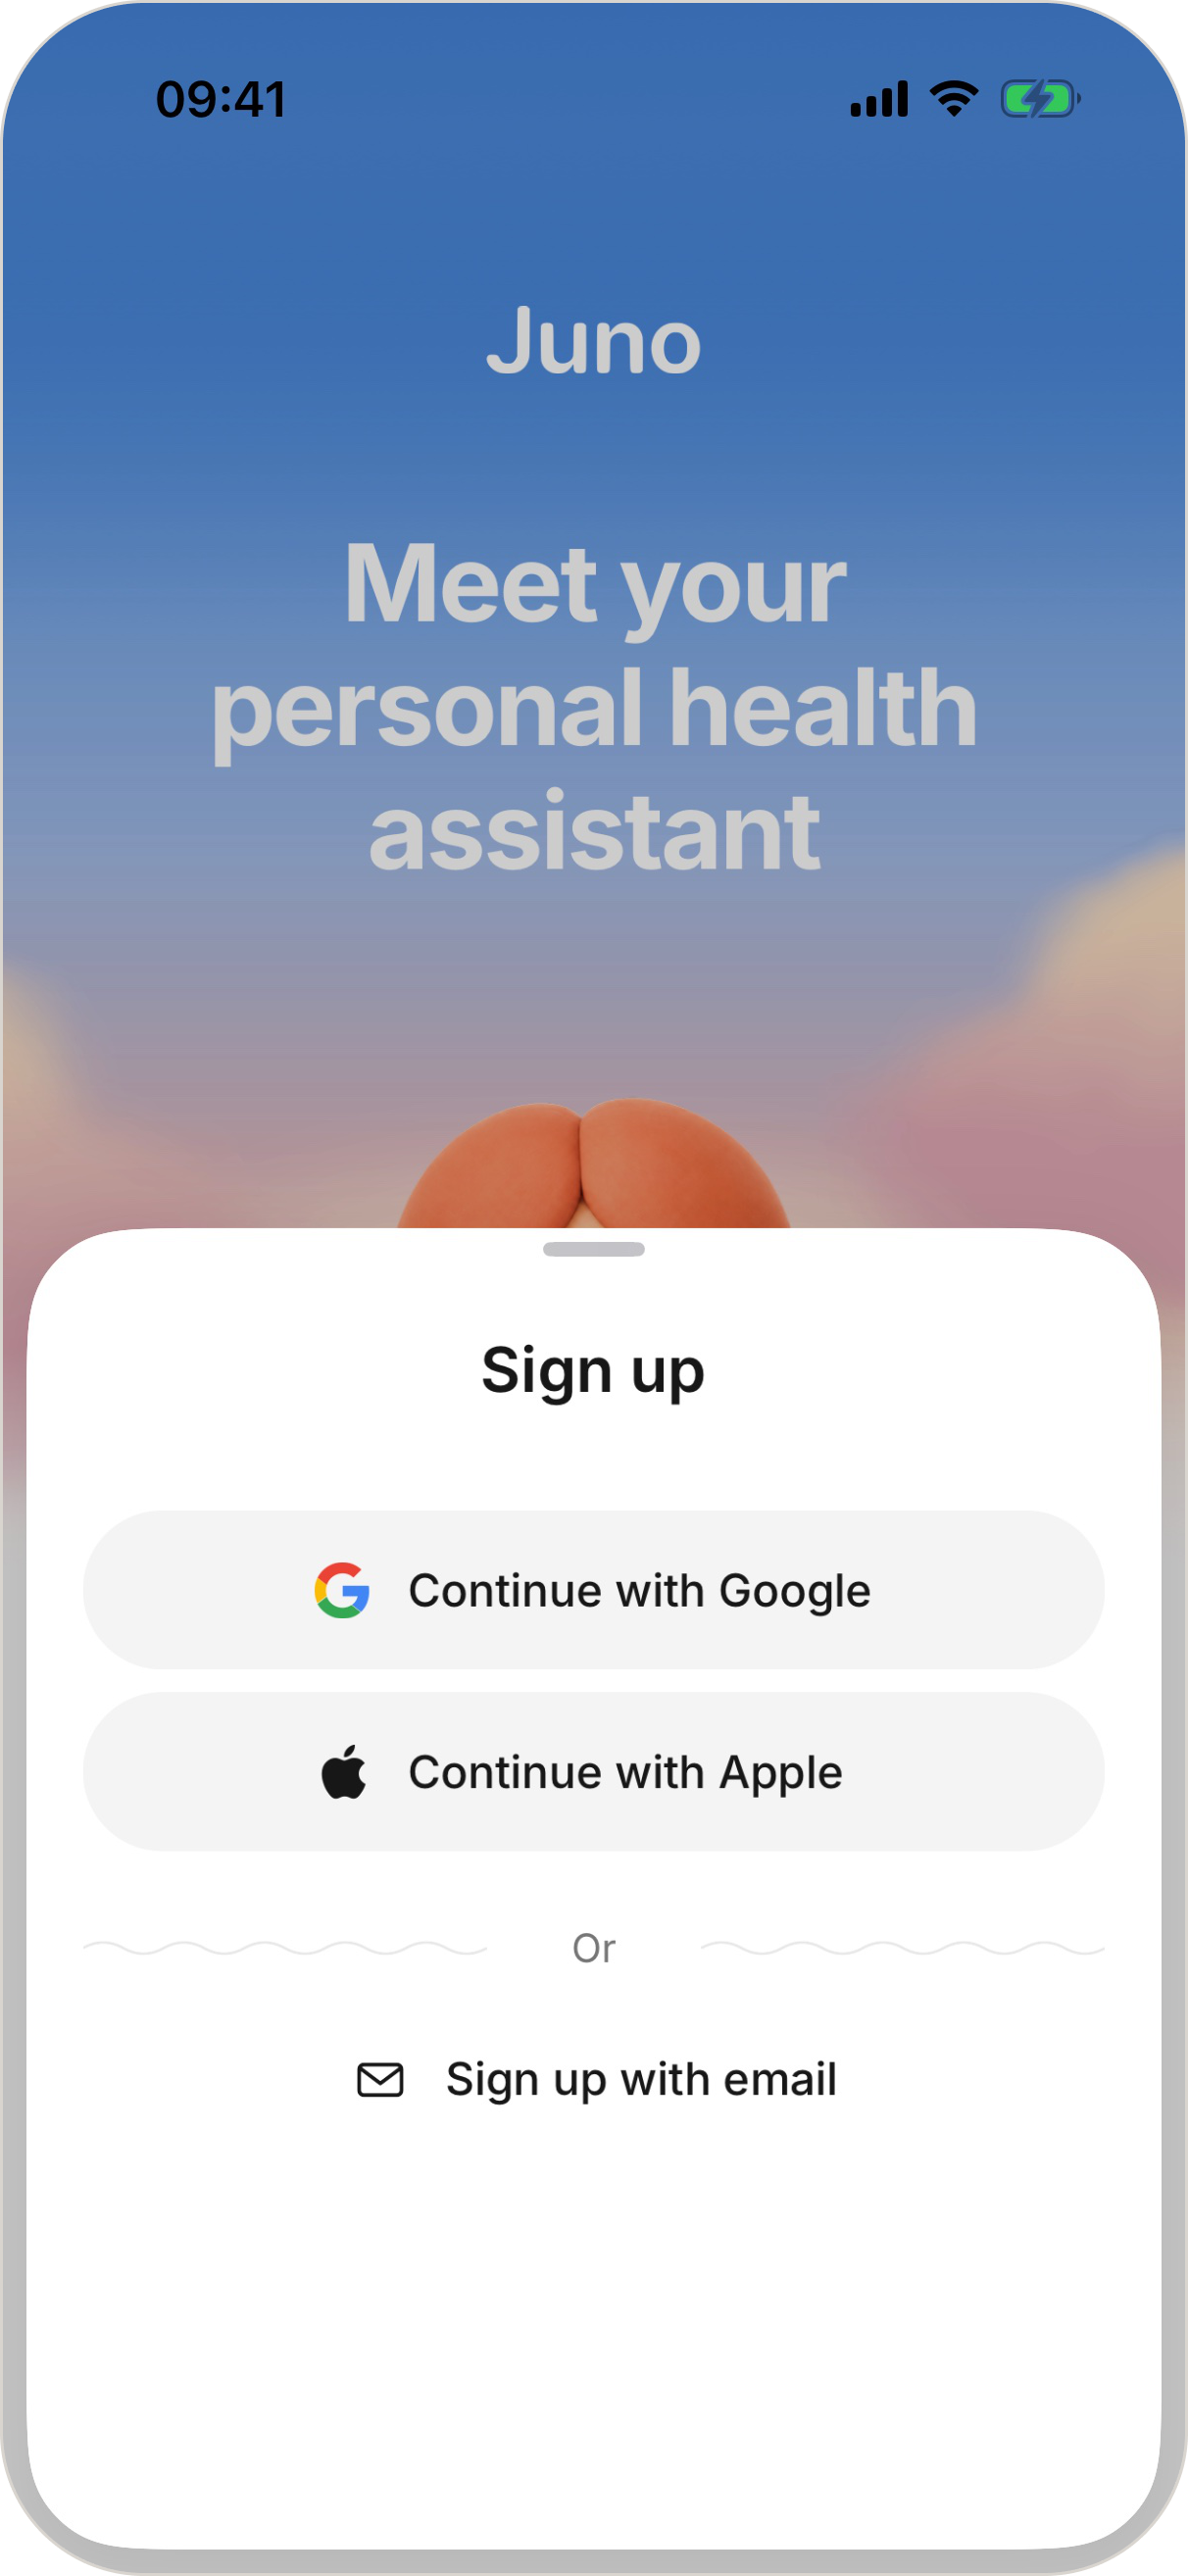 09:41
Juno
Meet your
personal health
assistant
Sign up
Continue with Google
Continue with Apple
Or
Sign up with email